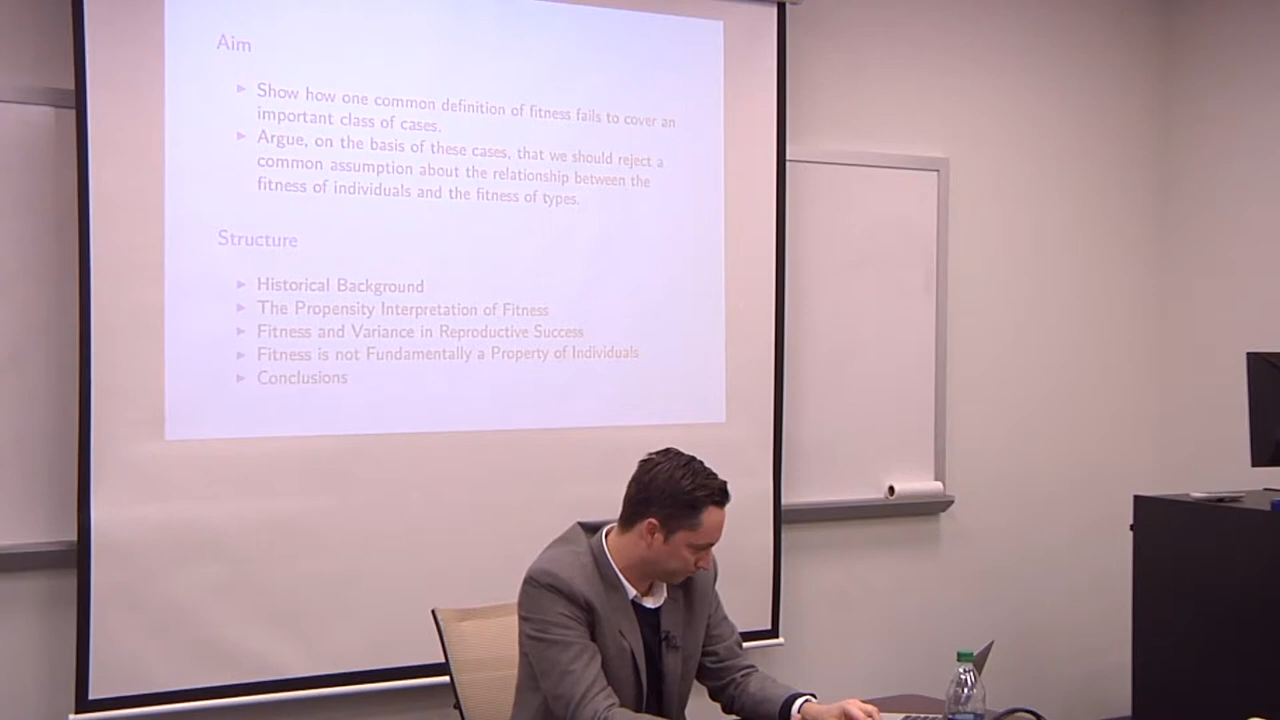 Aim
▶ Show how one common definition of fitness fails to cover an
important class of cases.
▶ Argue, on the basis of these cases, that we should reject a
common assumption about the relationship between the
fitness of individuals and the fitness of types.
Structure
▶ Historical Background
▶ The Propensity Interpretation of Fitness
▶ Fitness and Variance in Reproductive Success
▶ Fitness is not Fundamentally a Property of Individuals
▶ Conclusions